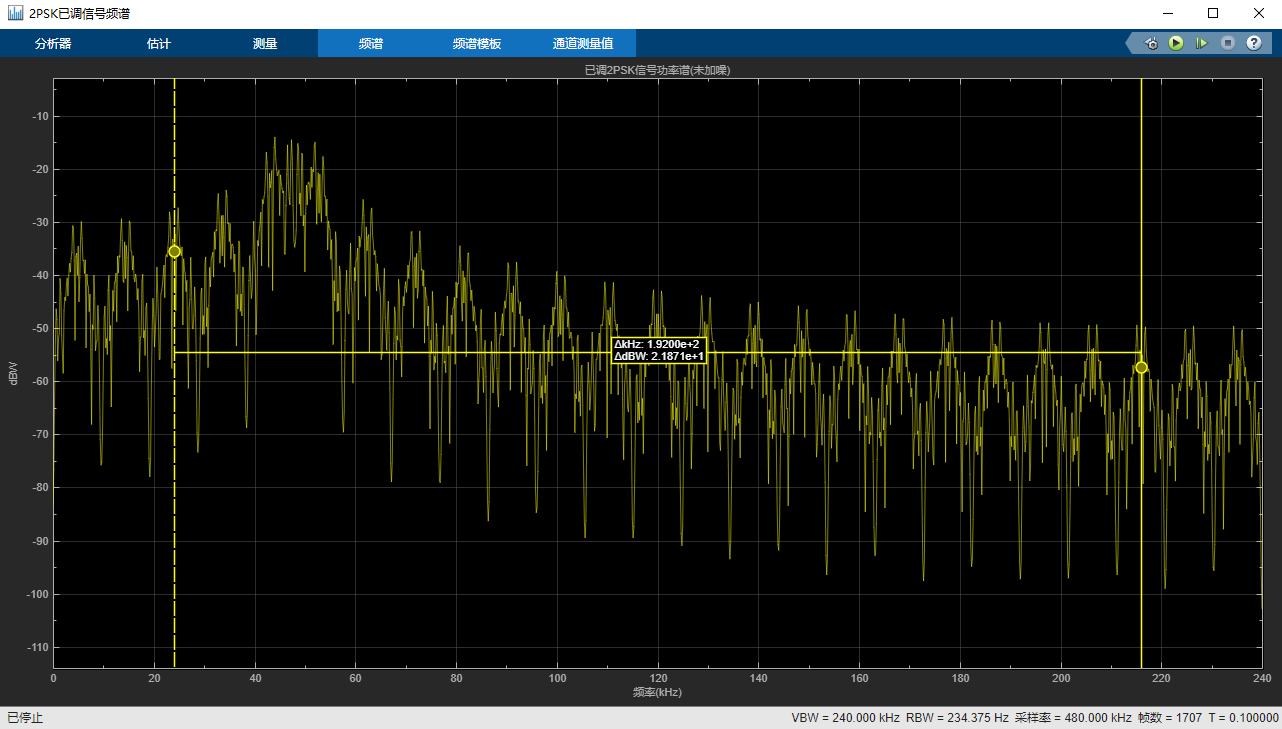 2PSK已调信号频谱
分析器 估计 测量 频谱 频谱模板 通道测量值
已调2PSK信号功率谱(未加噪)
-10
-20
-30
-40
-50
-60
-70
-80
-90
-100
-110
dBW
ΔkHz: 1.9200e+2
ΔdBW: 2.1871e+1
0 20 40 60 80 100 120 140 160 180 200 220 240
频率(kHz)
已停止 VBW = 240.000 kHz RBW = 234.375 Hz 采样率 = 480.000 kHz 帧数 = 1707 T = 0.100000